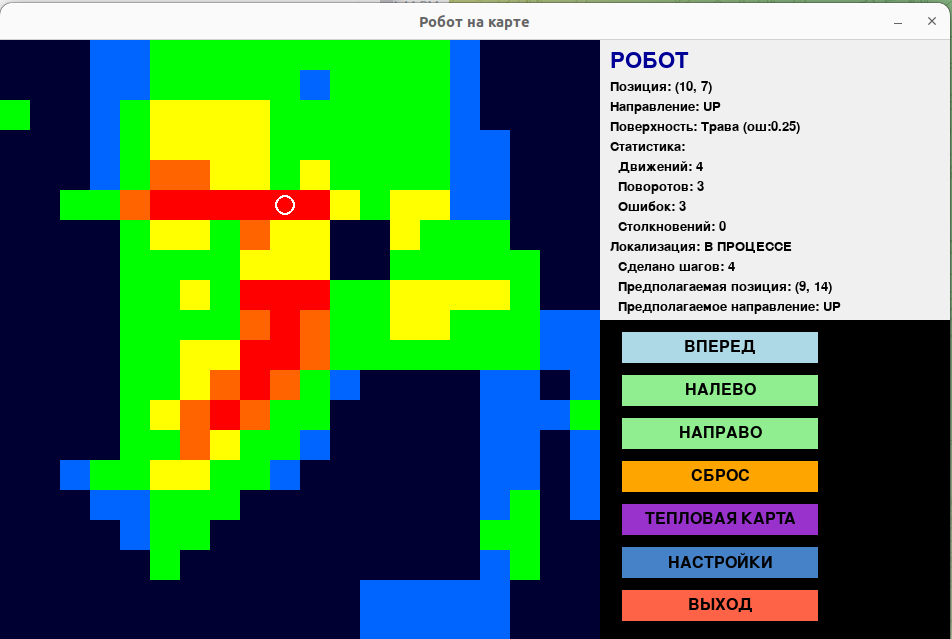 Робот на карте
РОБОТ
Позиция: (10, 7)
Направление: UP
Поверхность: Трава (ош:0.25)
Статистика:
Движений: 4
Поворотов: 3
Ошибок: 3
Столкновений: 0
Локализация: В ПРОЦЕССЕ
Сделано шагов: 4
Предполагаемая позиция: (9, 14)
Предполагаемое направление: UP
ВПЕРЕД
НАЛЕВО
НАПРАВО
СБРОС
ТЕПЛОВАЯ КАРТА
НАСТРОЙКИ
ВЫХОД